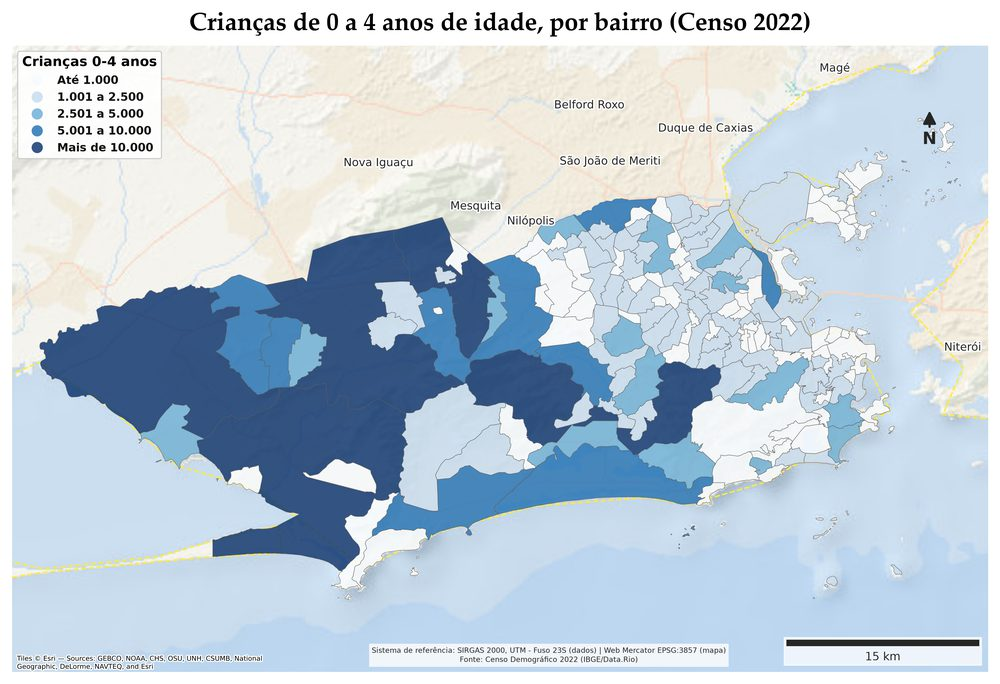 Crianças de 0 a 4 anos de idade, por bairro (Censo 2022)
Crianças 0-4 anos
Até 1.000
1.001 a 2.500
2.501 a 5.000
5.001 a 10.000
Mais de 10.000
Magé
Belford Roxo
Duque de Caxias
N
Nova Iguaçu
São João de Meriti
Mesquita
Nilópolis
Niterói
Tiles © Esri — Sources: GEBCO, NOAA, CHS, OSU, UNH, CSUMB, National
Geographic, DeLorme, NAVTEQ, and Esri
Sistema de referência: SIRGAS 2000, UTM - Fuso 23S (dados) | Web Mercator EPSG:3857 (mapa)
Fonte: Censo Demográfico 2022 (IBGE/Data.Rio)
15 km